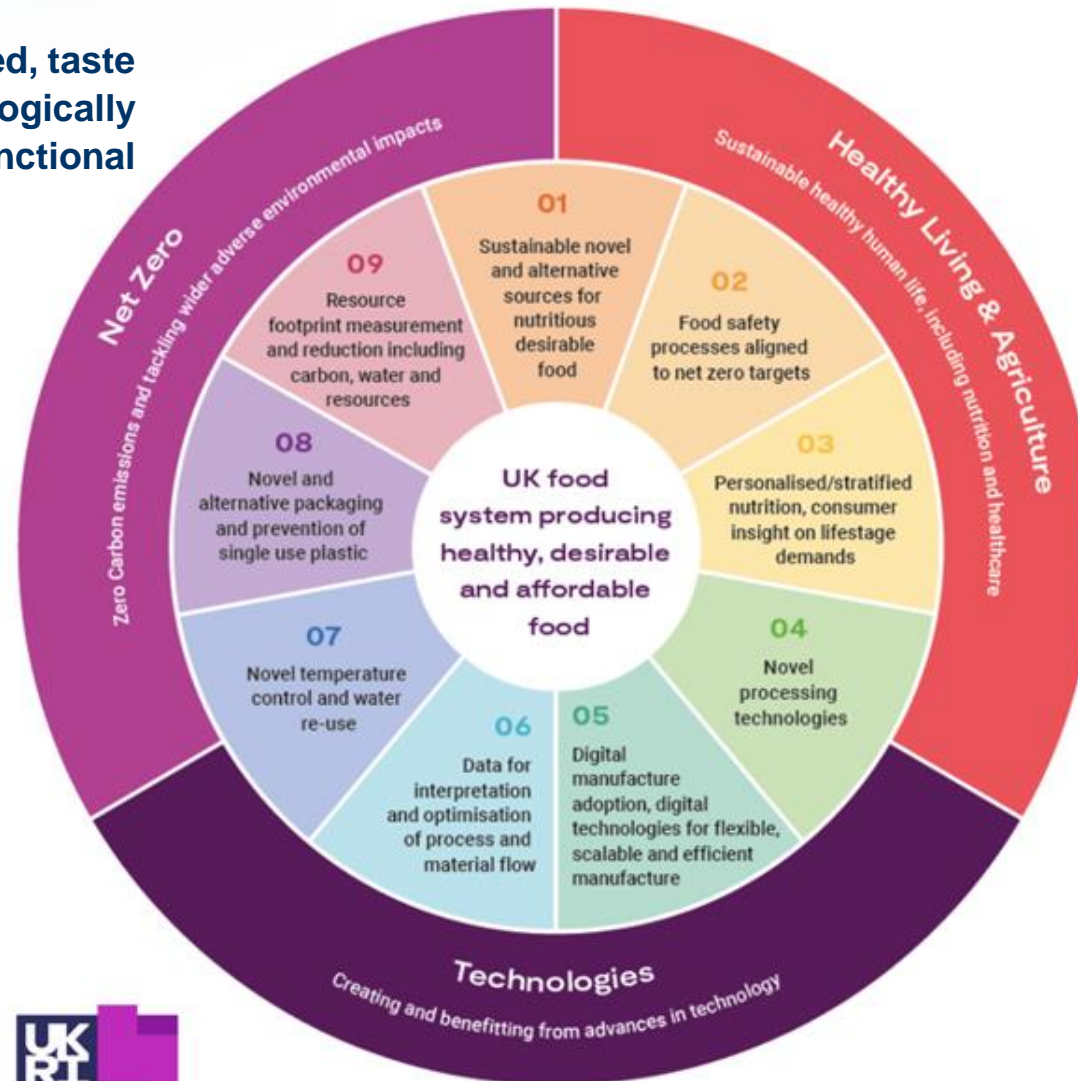 ed, taste
ogically
nctional
Net Zero
Zero Carbon emissions and tackling wider adverse environmental impacts
Healthy Living & Agriculture
Sustainable healthy human life, including nutrition and healthcare
01
Sustainable novel
and alternative
sources for
nutritious
desirable
food
02
Food safety
processes aligned
to net zero targets
03
Personalised/stratified
nutrition, consumer
insight on lifestage
demands
04
Novel
processing
technologies
05
Digital
manufacture
adoption, digital
technologies for flexible,
scalable and efficient
manufacture
06
Data for
interpretation
and optimisation
of process and
material flow
07
Novel temperature
control and water
re-use
08
Novel and
alternative packaging
and prevention of
single use plastic
09
Resource
footprint measurement
and reduction including
carbon, water and
resources
UK food
system producing
healthy, desirable
and affordable
food
Technologies
Creating and benefitting from advances in technology
UK
RI